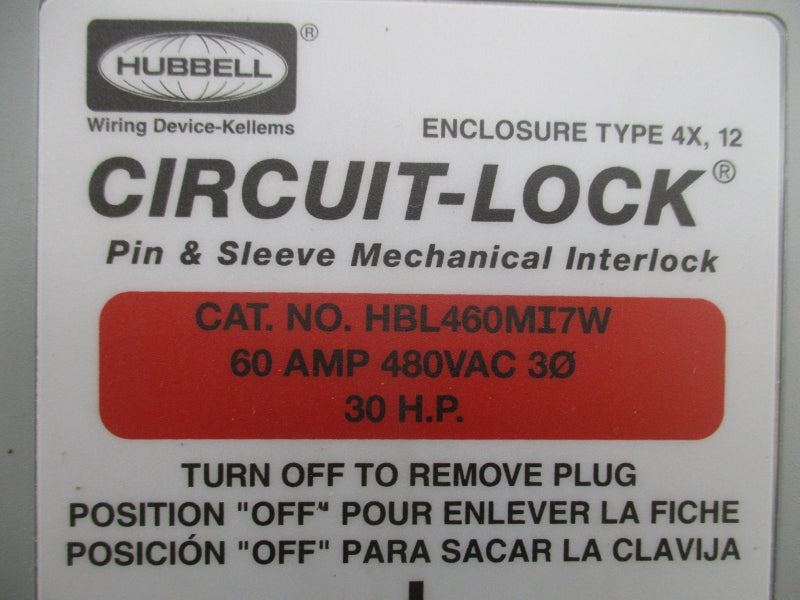 HUBBELL
®
Wiring Device-Kellems
ENCLOSURE TYPE 4X, 12
CIRCUIT-LOCK®
Pin & Sleeve Mechanical Interlock
CAT. NO. HBL460MI7W
60 AMP 480VAC 3Ø
30 H.P.
TURN OFF TO REMOVE PLUG
POSITION "OFF" POUR ENLEVER LA FICHE
POSICIÓN "OFF" PARA SACAR LA CLAVIJA